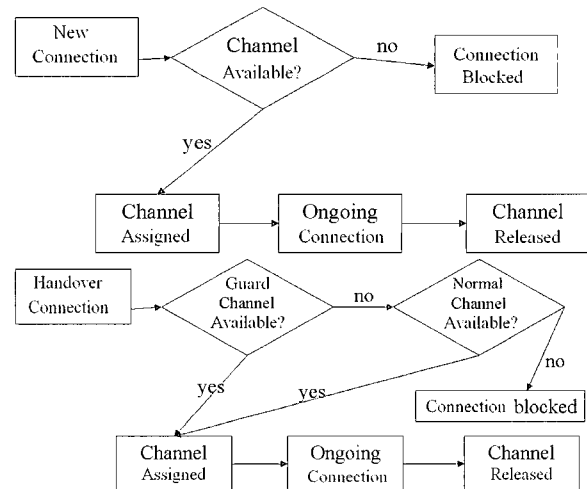 New
Connection
Channel
Available?
no
Connection
Blocked
yes
Channel
Assigned
Ongoing
Connection
Channel
Released
Handover
Connection
Guard
Channel
Available?
no
Normal
Channel
Available?
no
yes
yes
Connection blocked
Channel
Assigned
Ongoing
Connection
Channel
Released